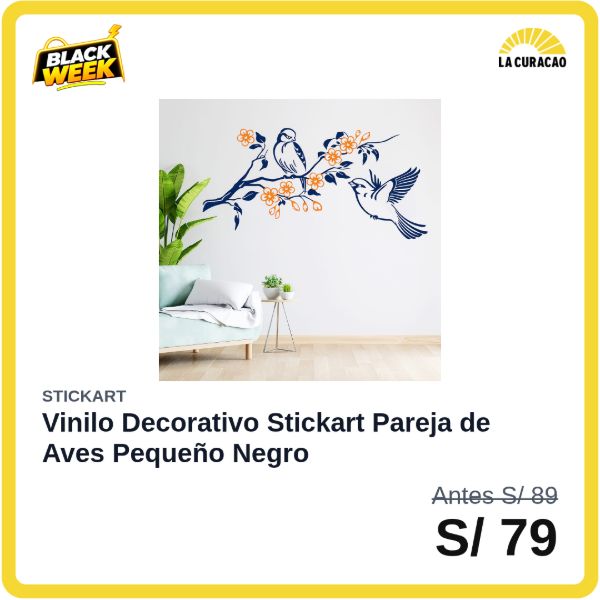 BLACK
WEEK
LA CURACAO
STICKART
Vinilo Decorativo Stickart Pareja de
Aves Pequeño Negro
Antes S/ 89
S/ 79